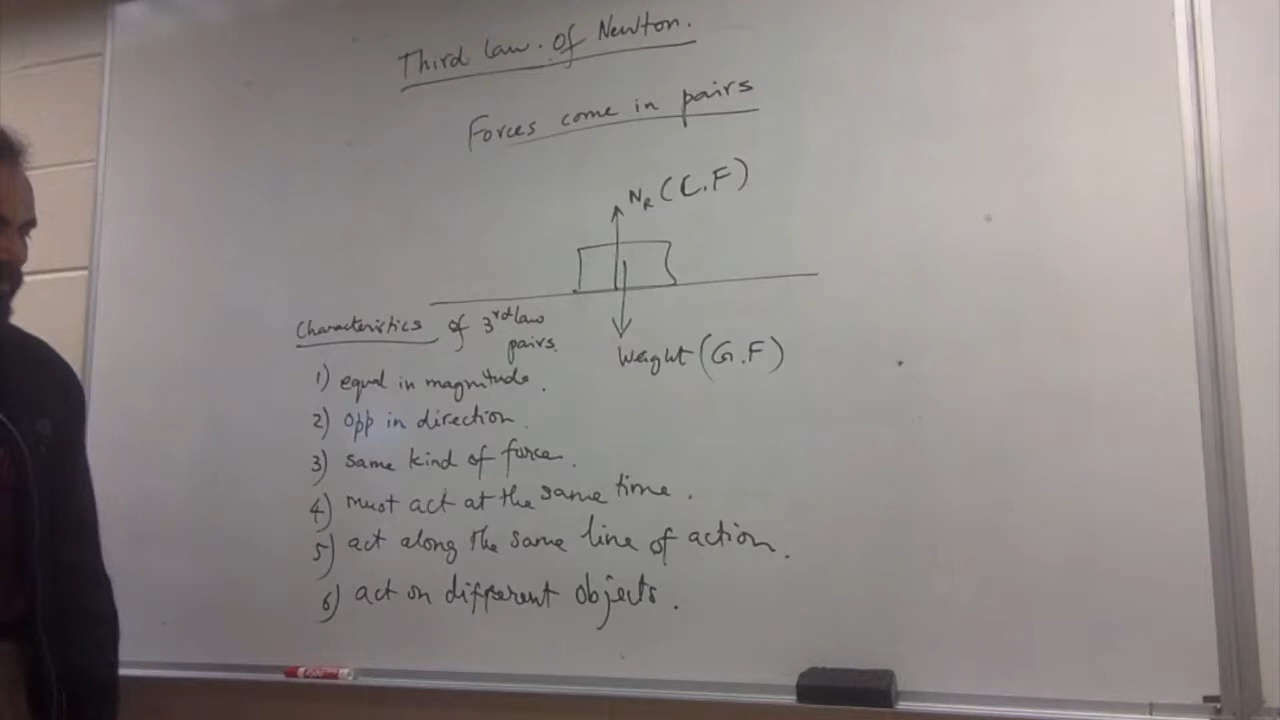 Third law. of Newton.
Forces come in pairs
NR (C.F)
Weight (G.F)
Characteristics of 3rd law
pairs.
1) equal in magnitude.
2) opp in direction.
3) same kind of force.
4) must act at the same time.
5) act along the same line of action.
6) act on different objects.